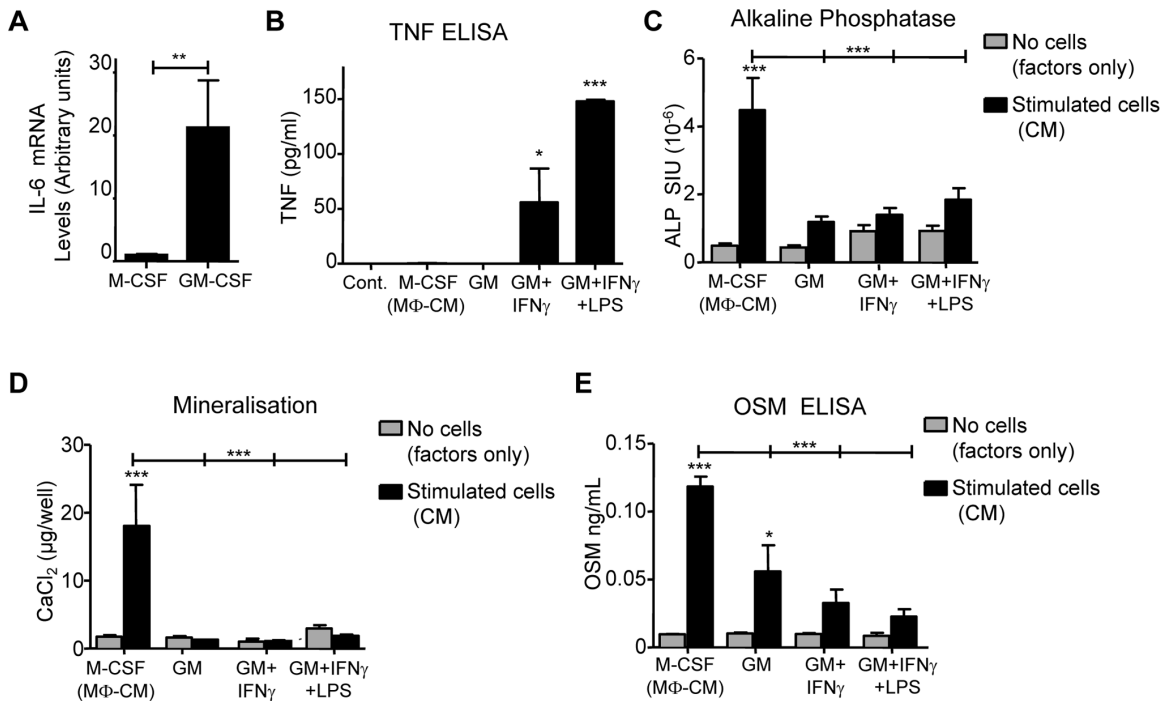 A
IL-6 mRNA
Levels (Arbitrary units)
30
20
10
0
**
M-CSF GM-CSF
B
TNF ELISA
TNF (pg/ml)
150
100
50
0
*
***
Cont. M-CSF GM GM+ GM+IFNγ
(MΦ-CM) IFNγ +LPS
C
Alkaline Phosphatase
ALP SIU (10⁻⁶)
6
4
2
0
***
***
No cells
(factors only)
Stimulated cells
(CM)
M-CSF GM GM+ GM+IFNγ
(MΦ-CM) IFNγ +LPS
D
Mineralisation
CaCl₂ (µg/well)
30
20
10
0
***
***
No cells
(factors only)
Stimulated cells
(CM)
M-CSF GM GM+ GM+IFNγ
(MΦ-CM) IFNγ +LPS
E
OSM ELISA
OSM ng/mL
0.15
0.10
0.05
0
***
***
*
No cells
(factors only)
Stimulated cells
(CM)
M-CSF GM GM+ GM+IFNγ
(MΦ-CM) IFNγ +LPS